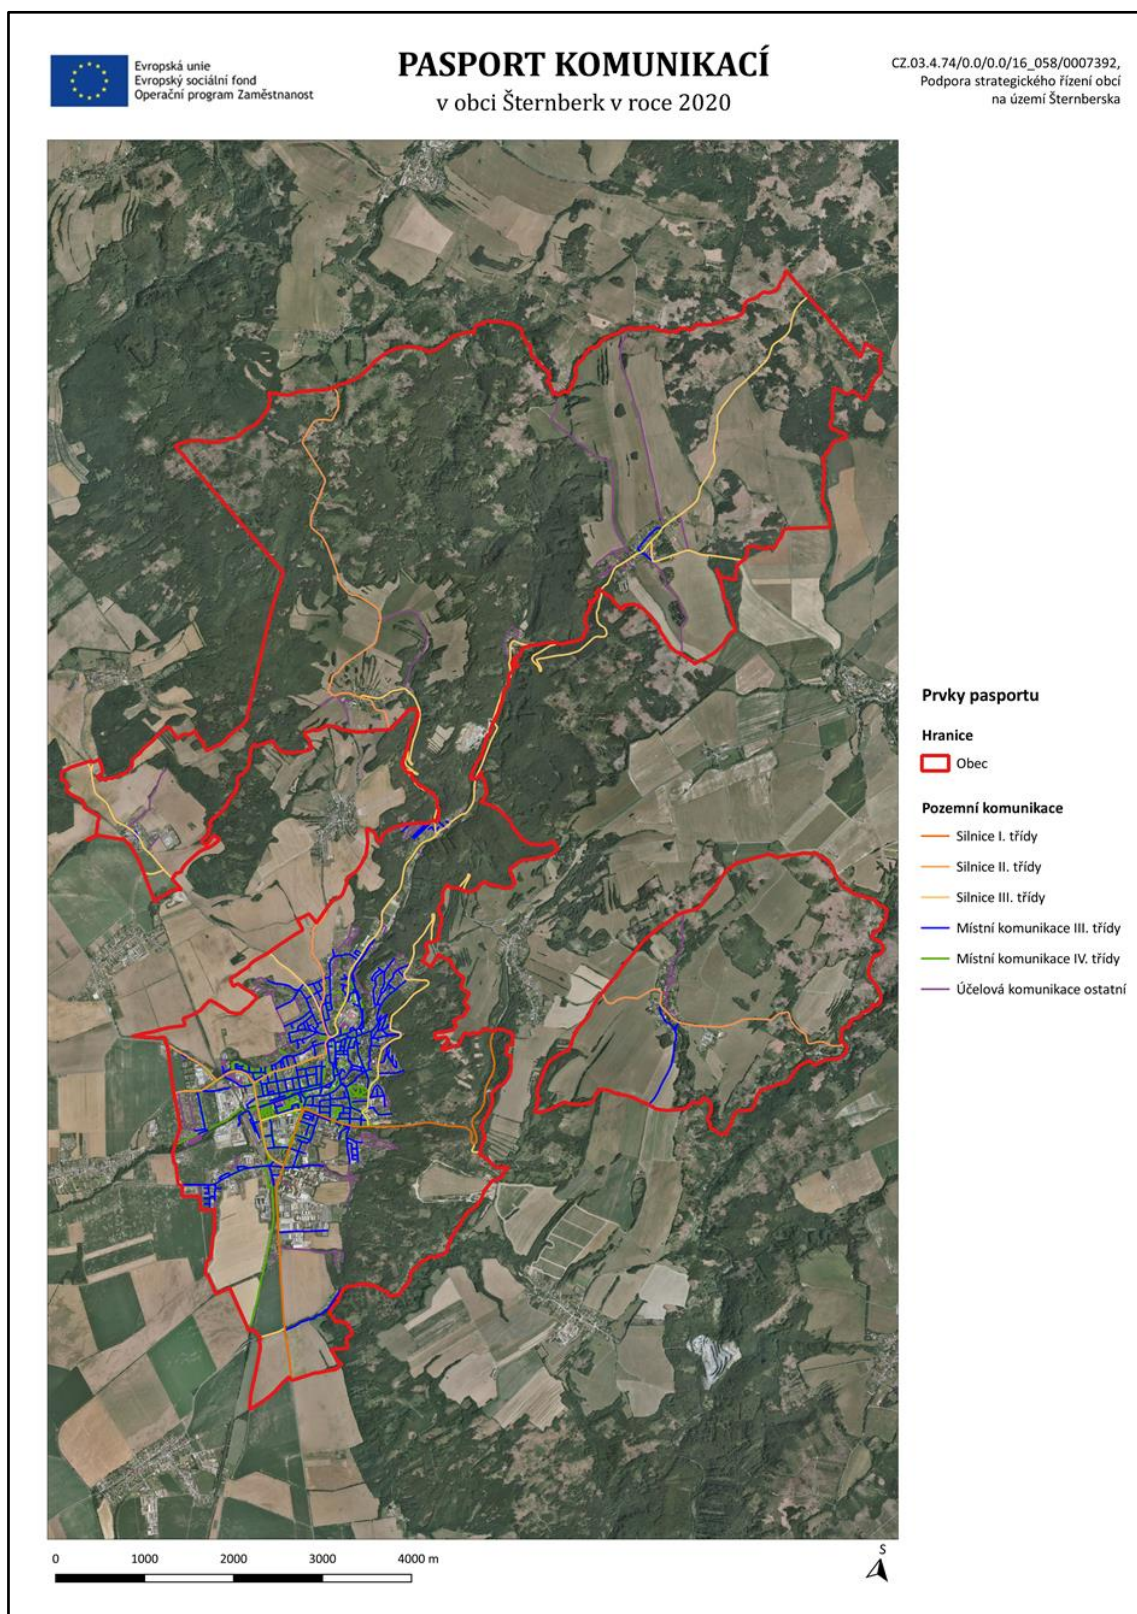 Evropská unie
Evropský sociální fond
Operační program Zaměstnanost
PASPORT KOMUNIKACÍ
v obci Šternberk v roce 2020
CZ.03.4.74/0.0/0.0/16_058/0007392,
Podpora strategického řízení obcí
na území Šternberska
Prvky pasportu
Hranice
Obec
Pozemní komunikace
Silnice I. třídy
Silnice II. třídy
Silnice III. třídy
Místní komunikace III. třídy
Místní komunikace IV. třídy
Účelová komunikace ostatní
0 1000 2000 3000 4000 m
S